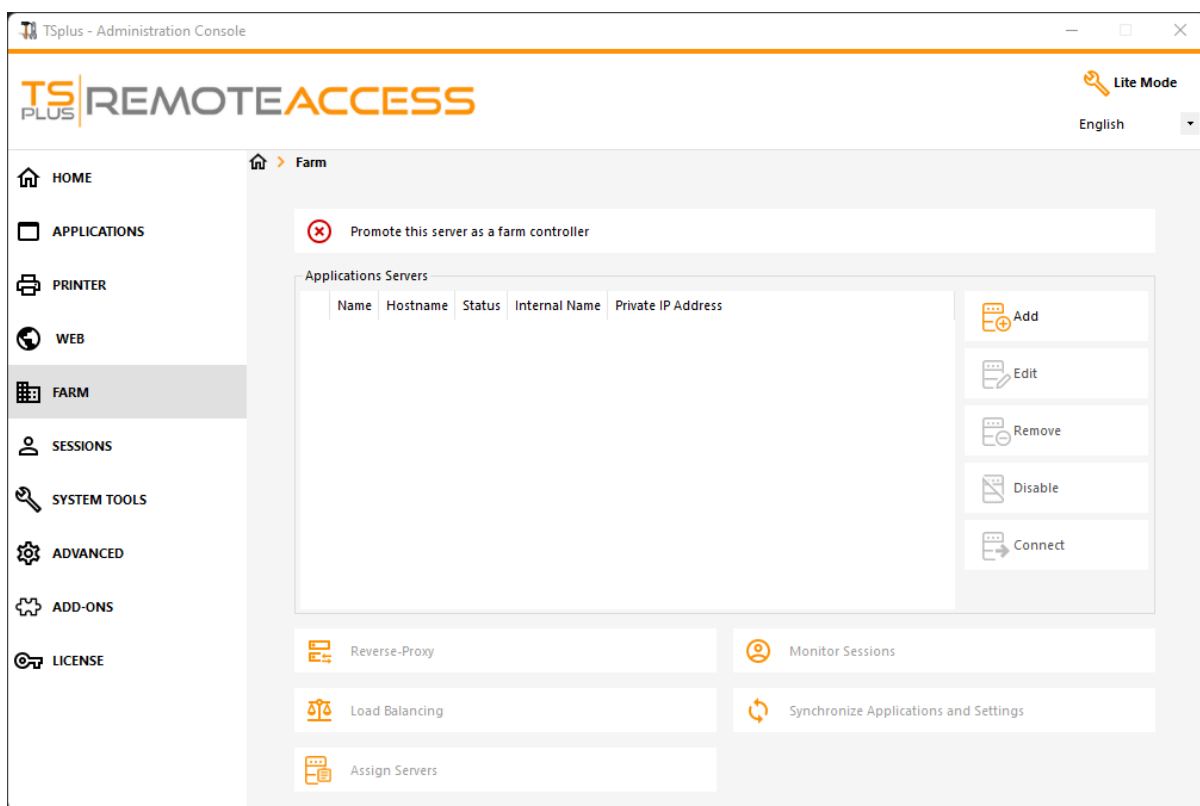 TSplus - Administration Console
TS PLUS REMOTEACCESS
Lite Mode
English
HOME
APPLICATIONS
PRINTER
WEB
FARM
SESSIONS
SYSTEM TOOLS
ADVANCED
ADD-ONS
LICENSE
Farm
Promote this server as a farm controller
Applications Servers
Name Hostname Status Internal Name Private IP Address
Add
Edit
Remove
Disable
Connect
Reverse-Proxy
Monitor Sessions
Load Balancing
Synchronize Applications and Settings
Assign Servers